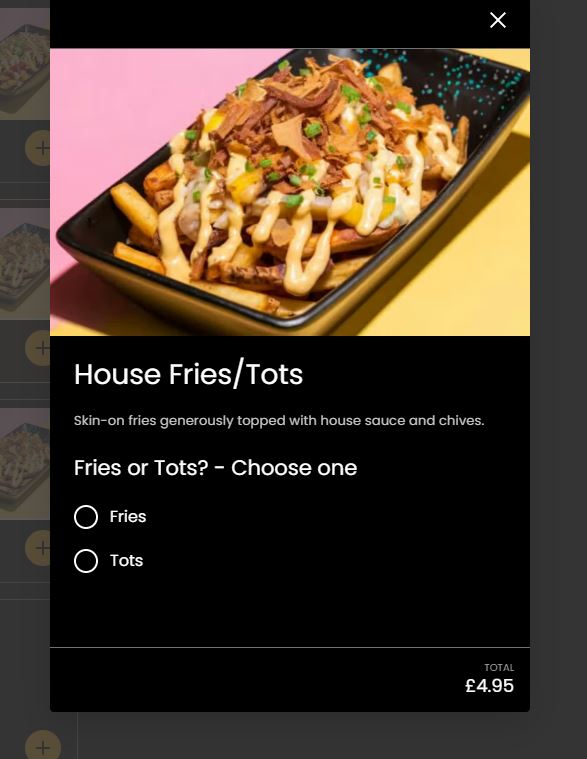 House Fries/Tots
Skin-on fries generously topped with house sauce and chives.
Fries or Tots? - Choose one
Fries
Tots
TOTAL
£4.95